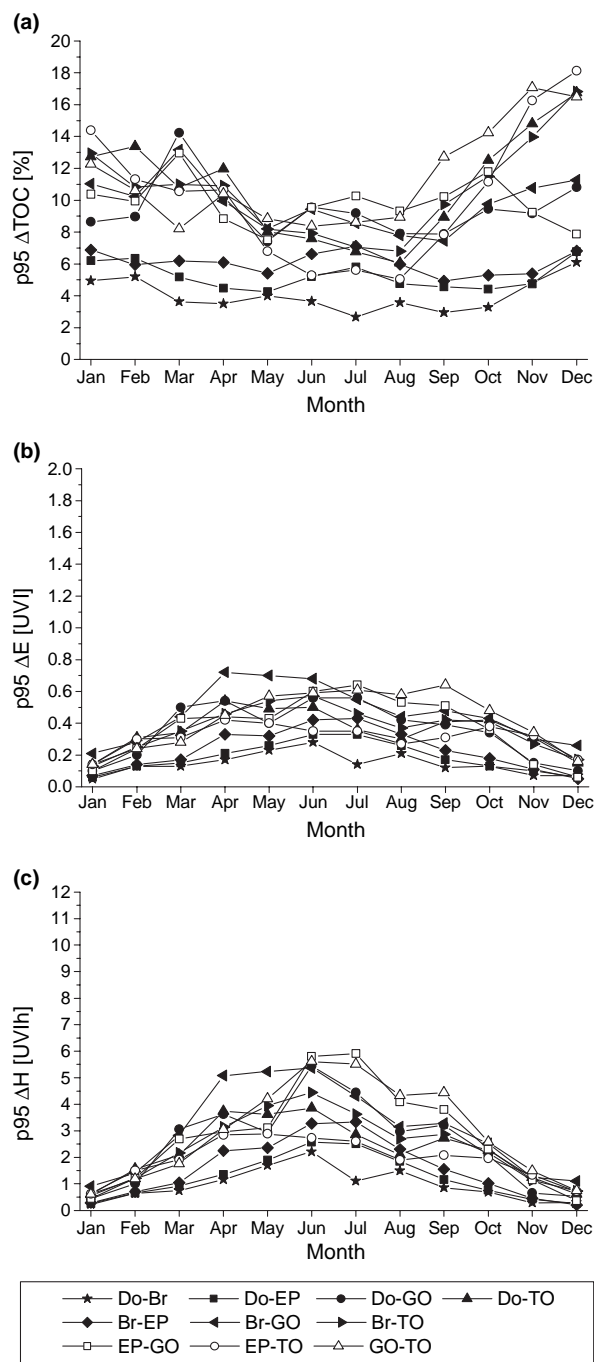 (a)
p95 ΔTOC [%]
20
18
16
14
12
10
8
6
4
2
0
Jan Feb Mar Apr May Jun Jul Aug Sep Oct Nov Dec
Month
(b)
p95 ΔE [UVI]
2.0
1.8
1.6
1.4
1.2
1.0
0.8
0.6
0.4
0.2
0.0
Jan Feb Mar Apr May Jun Jul Aug Sep Oct Nov Dec
Month
(c)
p95 ΔH [UVIh]
12
11
10
9
8
7
6
5
4
3
2
1
0
Jan Feb Mar Apr May Jun Jul Aug Sep Oct Nov Dec
Month
Do-Br Do-EP Do-GO Do-TO
Br-EP Br-GO Br-TO
EP-GO EP-TO GO-TO